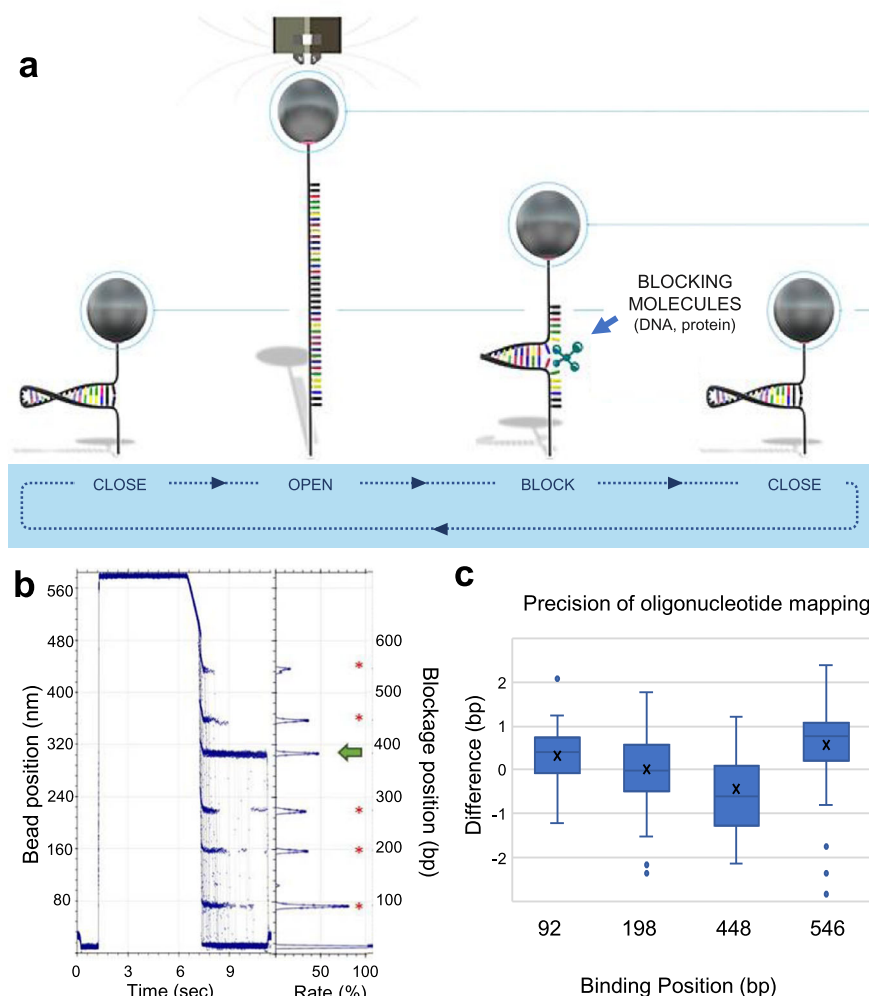 a
BLOCKING
MOLECULES
(DNA, protein)
CLOSE OPEN BLOCK CLOSE
b
c
Precision of oligonucleotide mapping
Bead position (nm)
560
480
400
320
240
160
80
0 3 6 9
Time (sec)
50 100
Rate (%)
600
500
400
300
200
100
* * * * *
Blockage position
(bp)
Difference (bp)
2
1
0
-1
-2
x x x x
92 198 448 546
Binding Position (bp)